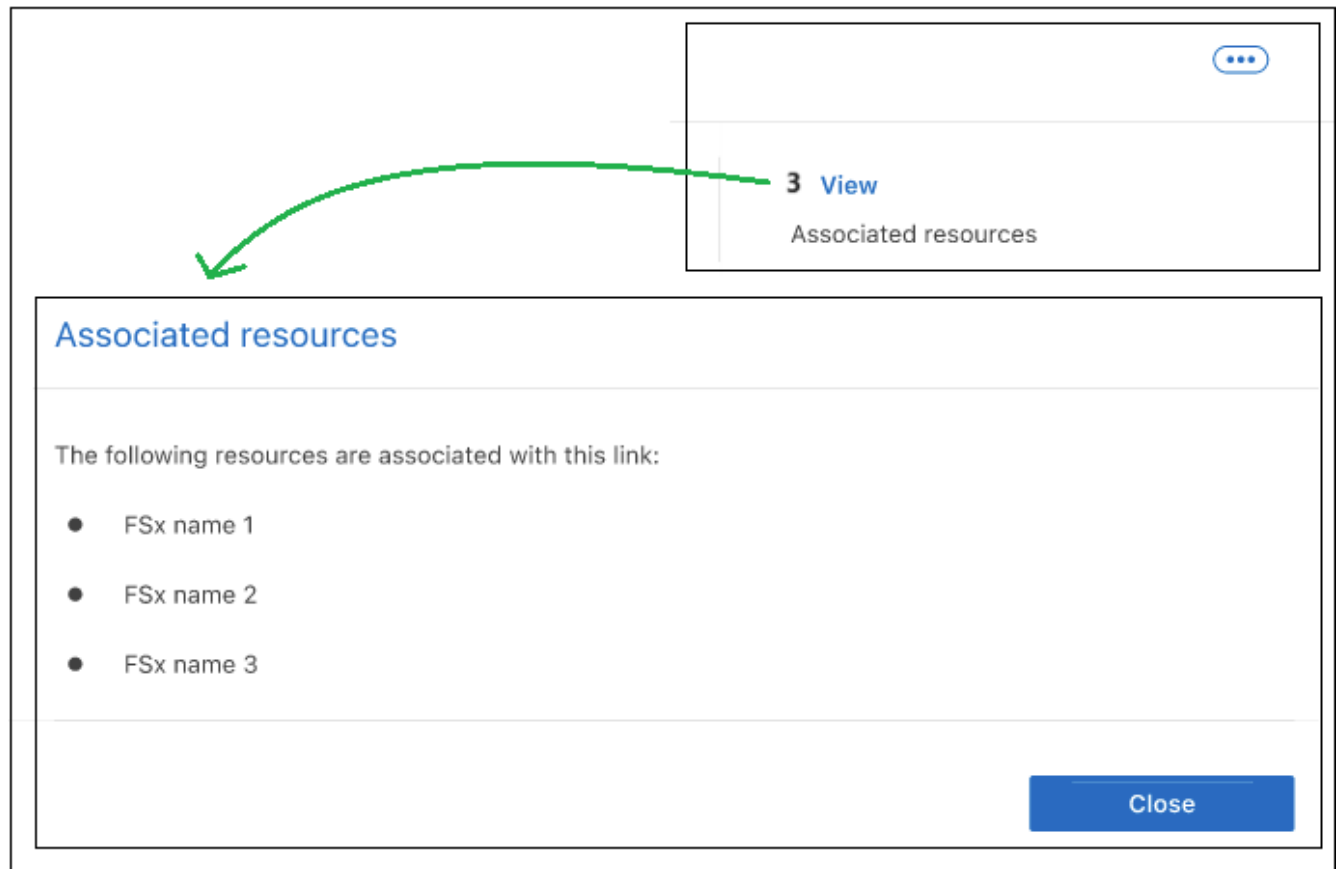 3 View
Associated resources
Associated resources
The following resources are associated with this link:
● FSx name 1
● FSx name 2
● FSx name 3
Close